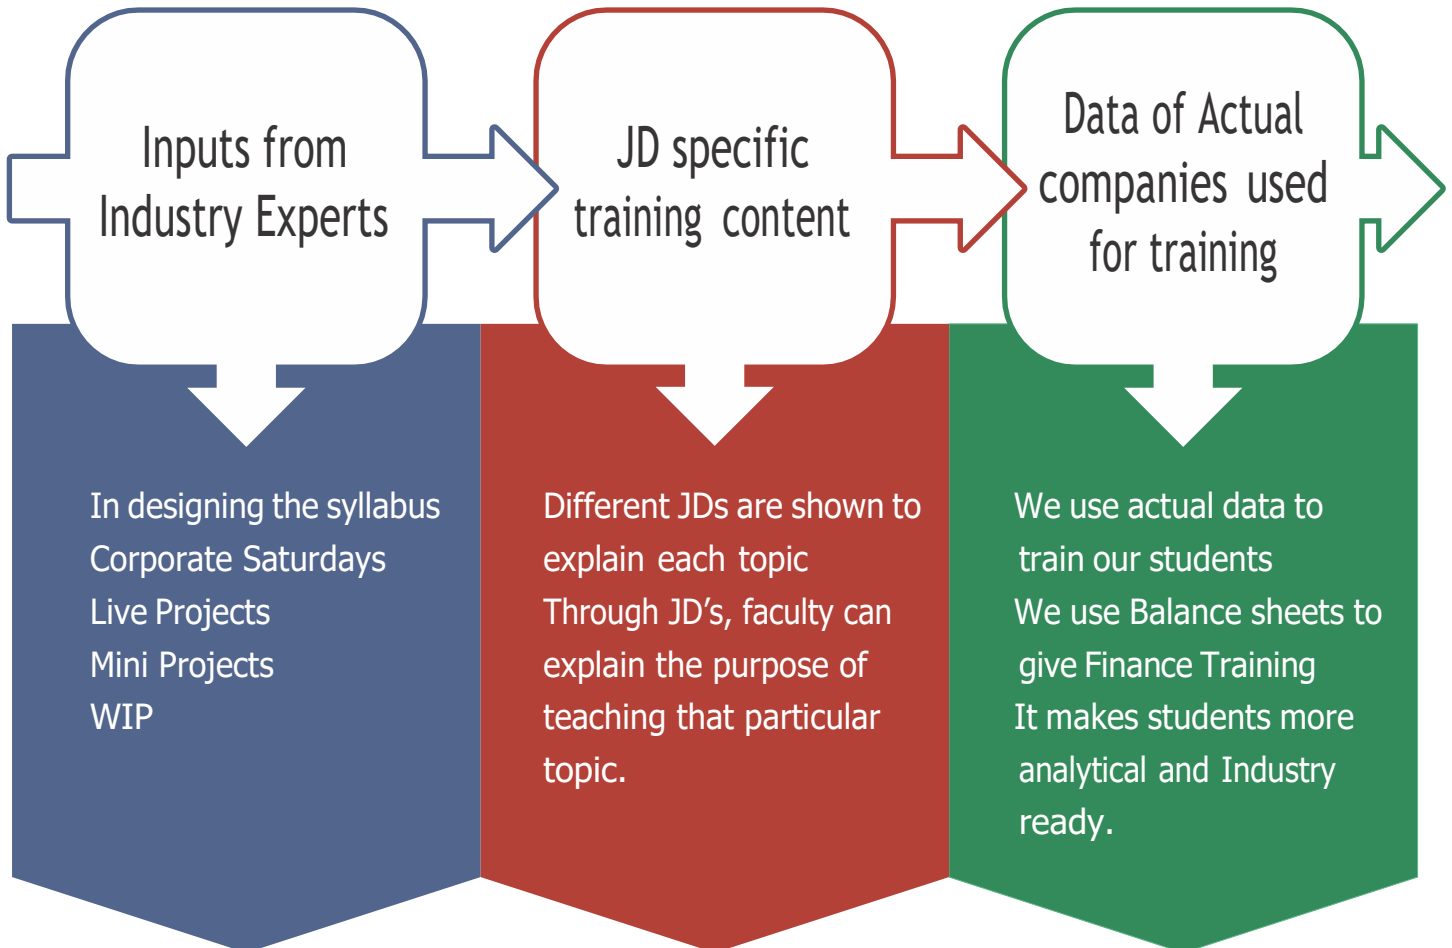 Inputs from
Industry Experts
JD specific
training content
Data of Actual
companies used
for training
In designing the syllabus
Corporate Saturdays
Live Projects
Mini Projects
WIP
Different JDs are shown to
explain each topic
Through JD’s, faculty can
explain the purpose of
teaching that particular
topic.
We use actual data to
train our students
We use Balance sheets to
give Finance Training
It makes students more
analytical and Industry
ready.